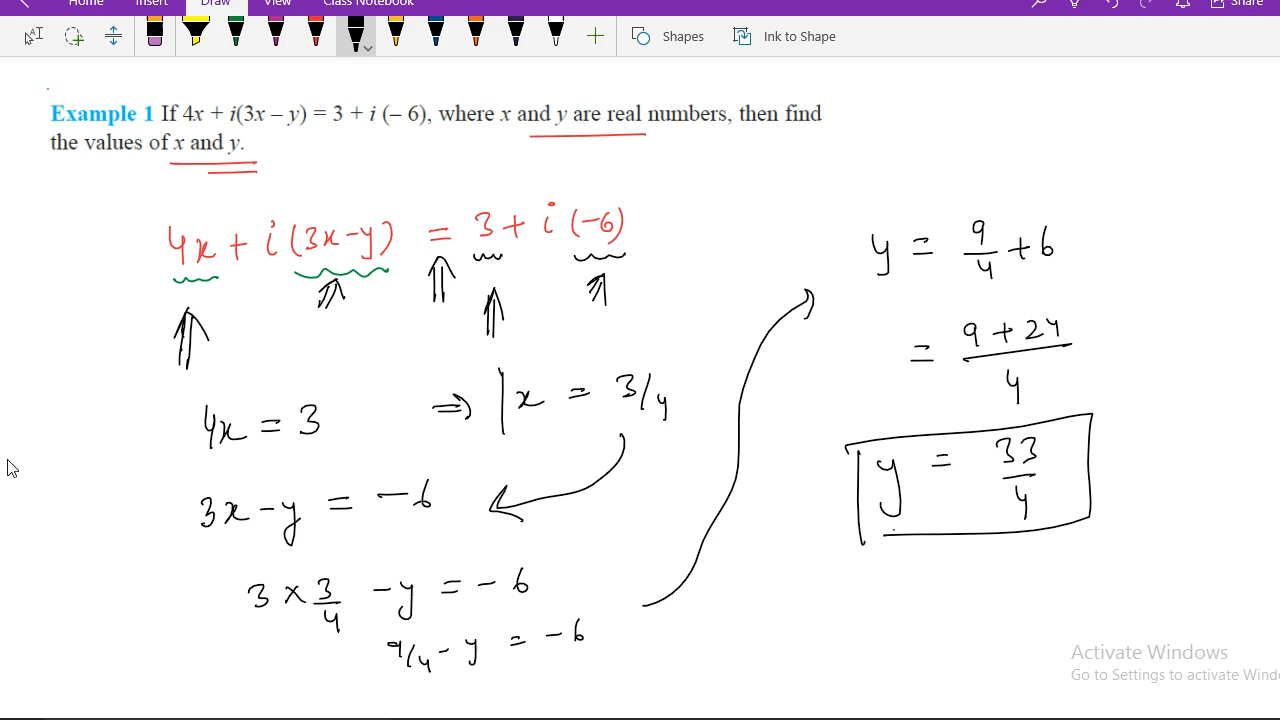 Home Insert Draw View Class Notebook Share
Shapes Ink to Shape
Example 1 If 4x + i(3x – y) = 3 + i (– 6), where x and y are real numbers, then find
the values of x and y.
4x + i (3x-y) = 3 + i (-6)
4x = 3 ⇒ x = 3/4
3x - y = -6
3 × 3/4 - y = -6
9/4 - y = -6
y = 9/4 + 6
= 9 + 24 / 4
y = 33/4
Activate Windows
Go to Settings to activate Wind